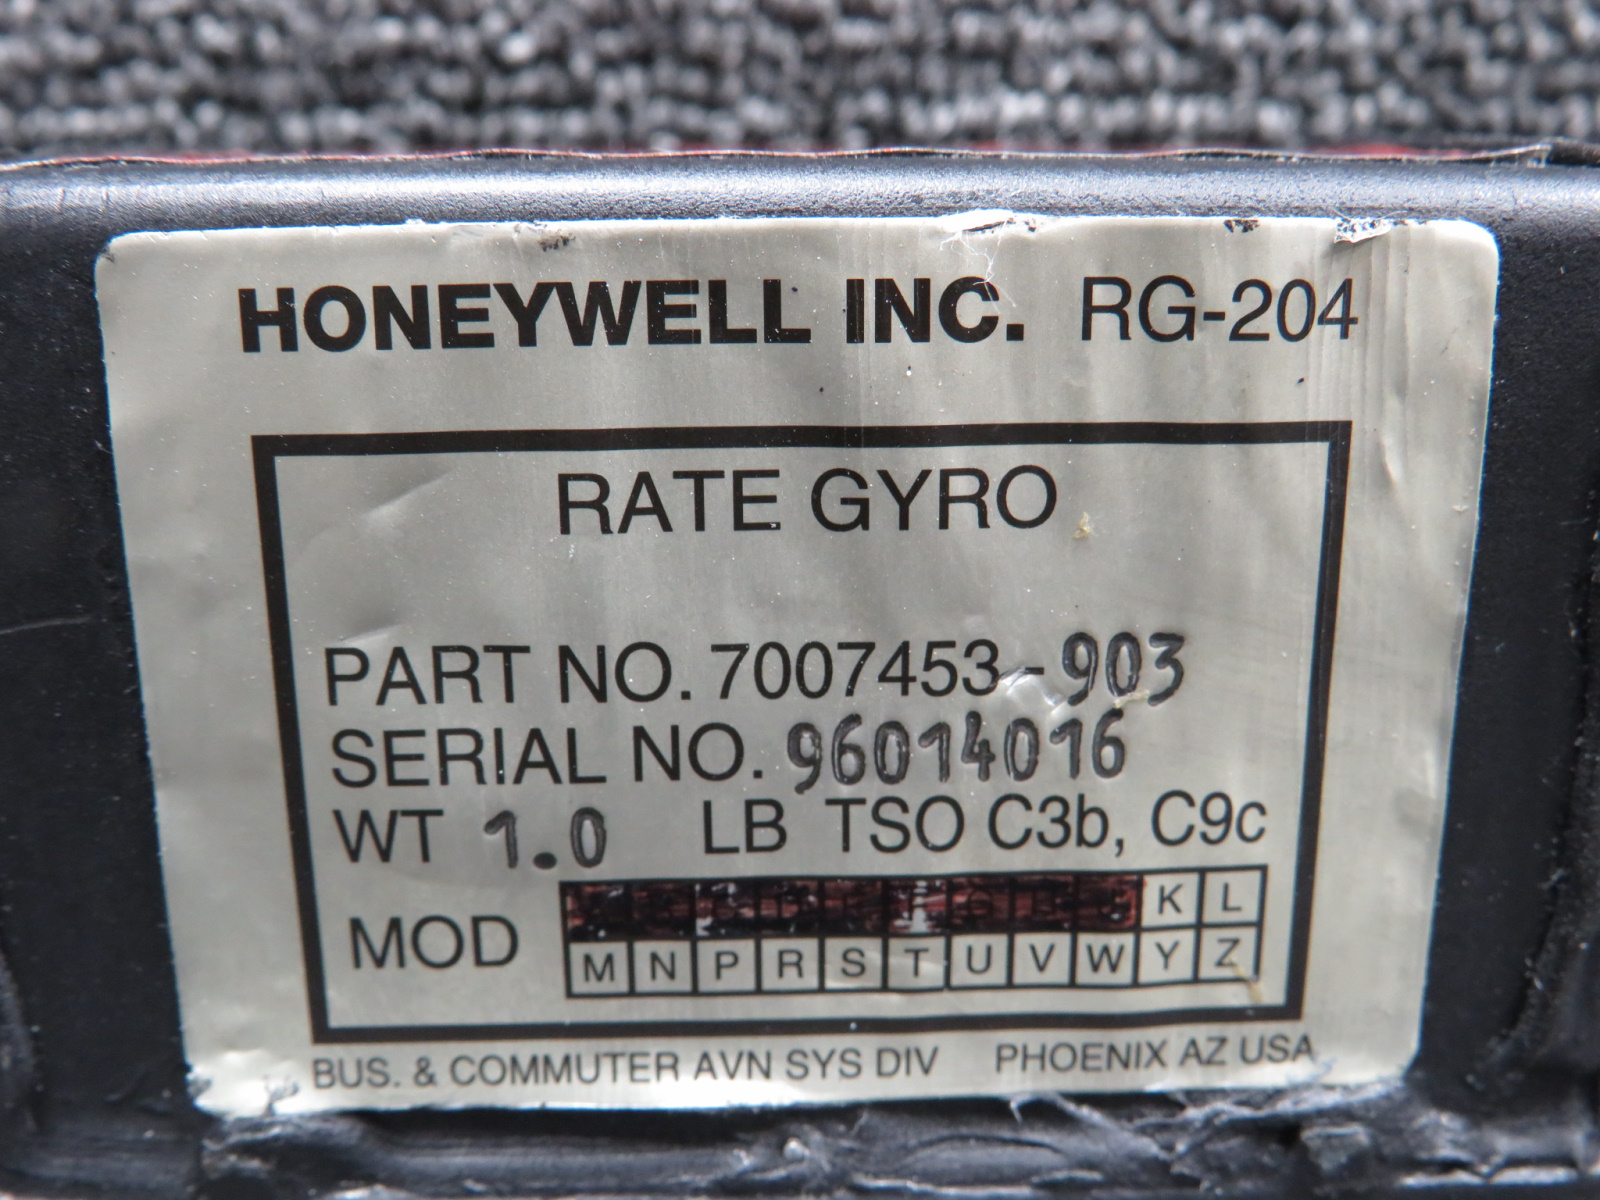 HONEYWELL INC. RG-204
RATE GYRO
PART NO. 7007453-903
SERIAL NO. 96014016
WT 1.0 LB TSO C3b, C9c
MOD
K L
M N P R S T U V W Y Z
BUS. & COMMUTER AVN SYS DIV PHOENIX AZ USA